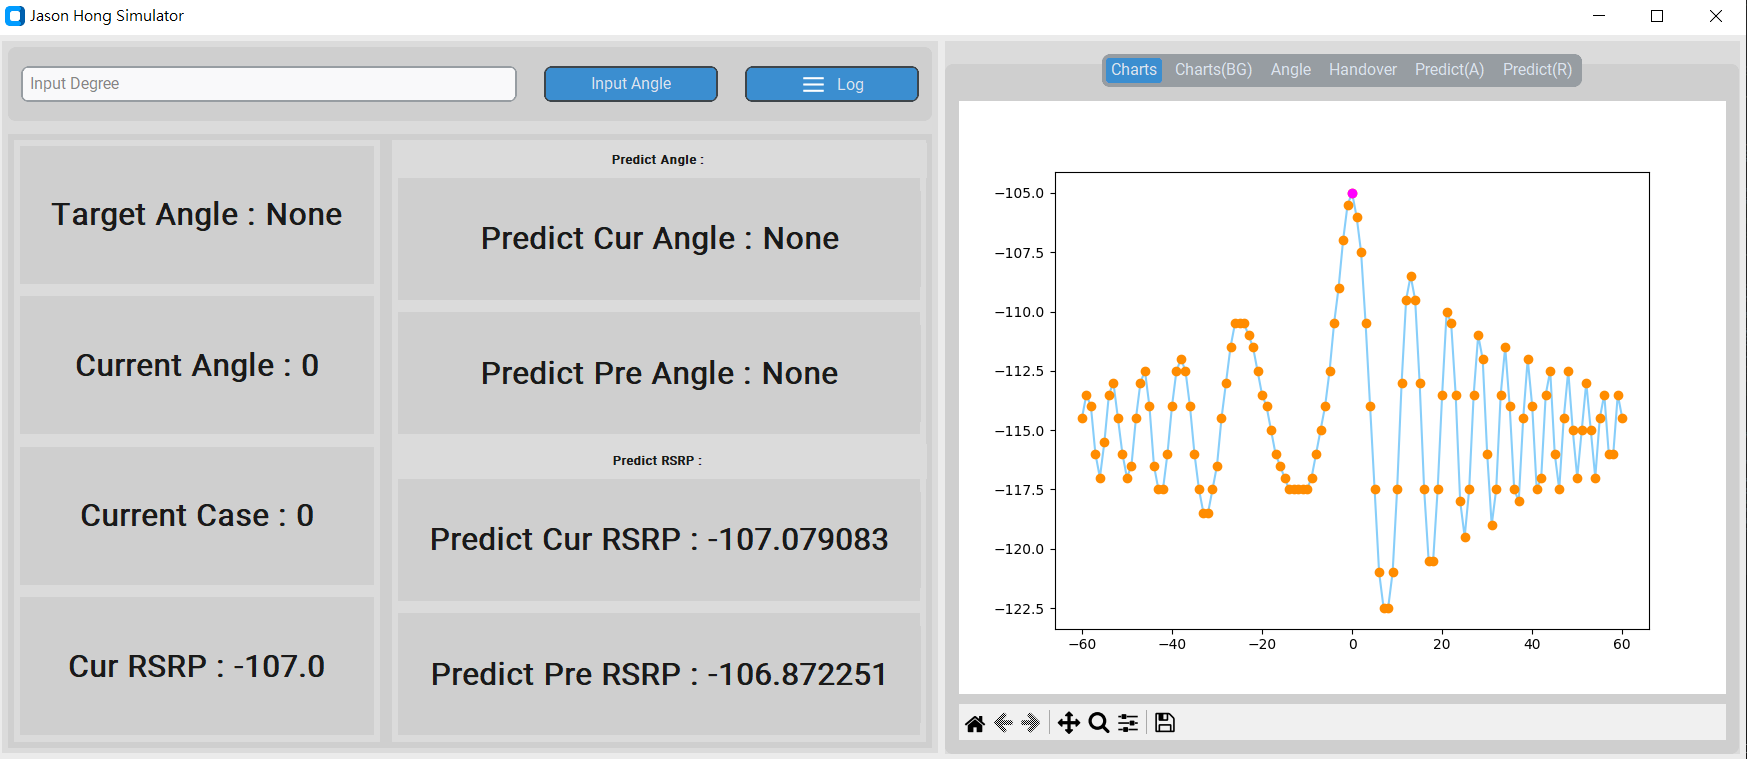 Jason Hong Simulator
Input Degree
Input Angle
Log
Target Angle : None
Current Angle : 0
Current Case : 0
Cur RSRP : -107.0
Predict Angle :
Predict Cur Angle : None
Predict Pre Angle : None
Predict RSRP :
Predict Cur RSRP : -107.079083
Predict Pre RSRP : -106.872251
Charts Charts(BG) Angle Handover Predict(A) Predict(R)
−105.0
−107.5
−110.0
−112.5
−115.0
−117.5
−120.0
−122.5
−60 −40 −20 0 20 40 60